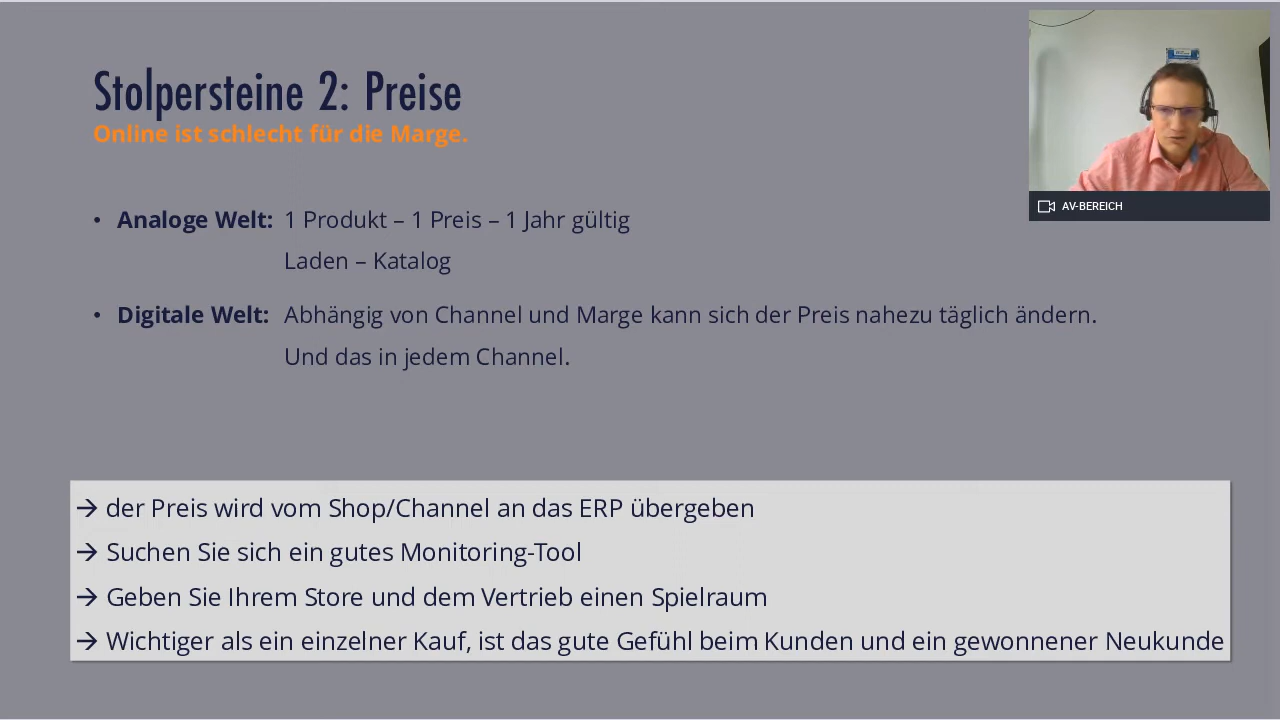 Stolpersteine 2: Preise
Online ist schlecht für die Marge.
• Analoge Welt: 1 Produkt – 1 Preis – 1 Jahr gültig
Laden – Katalog
• Digitale Welt: Abhängig von Channel und Marge kann sich der Preis nahezu täglich ändern.
Und das in jedem Channel.
→ der Preis wird vom Shop/Channel an das ERP übergeben
→ Suchen Sie sich ein gutes Monitoring-Tool
→ Geben Sie Ihrem Store und dem Vertrieb einen Spielraum
→ Wichtiger als ein einzelner Kauf, ist das gute Gefühl beim Kunden und ein gewonnener Neukunde
AV-BEREICH